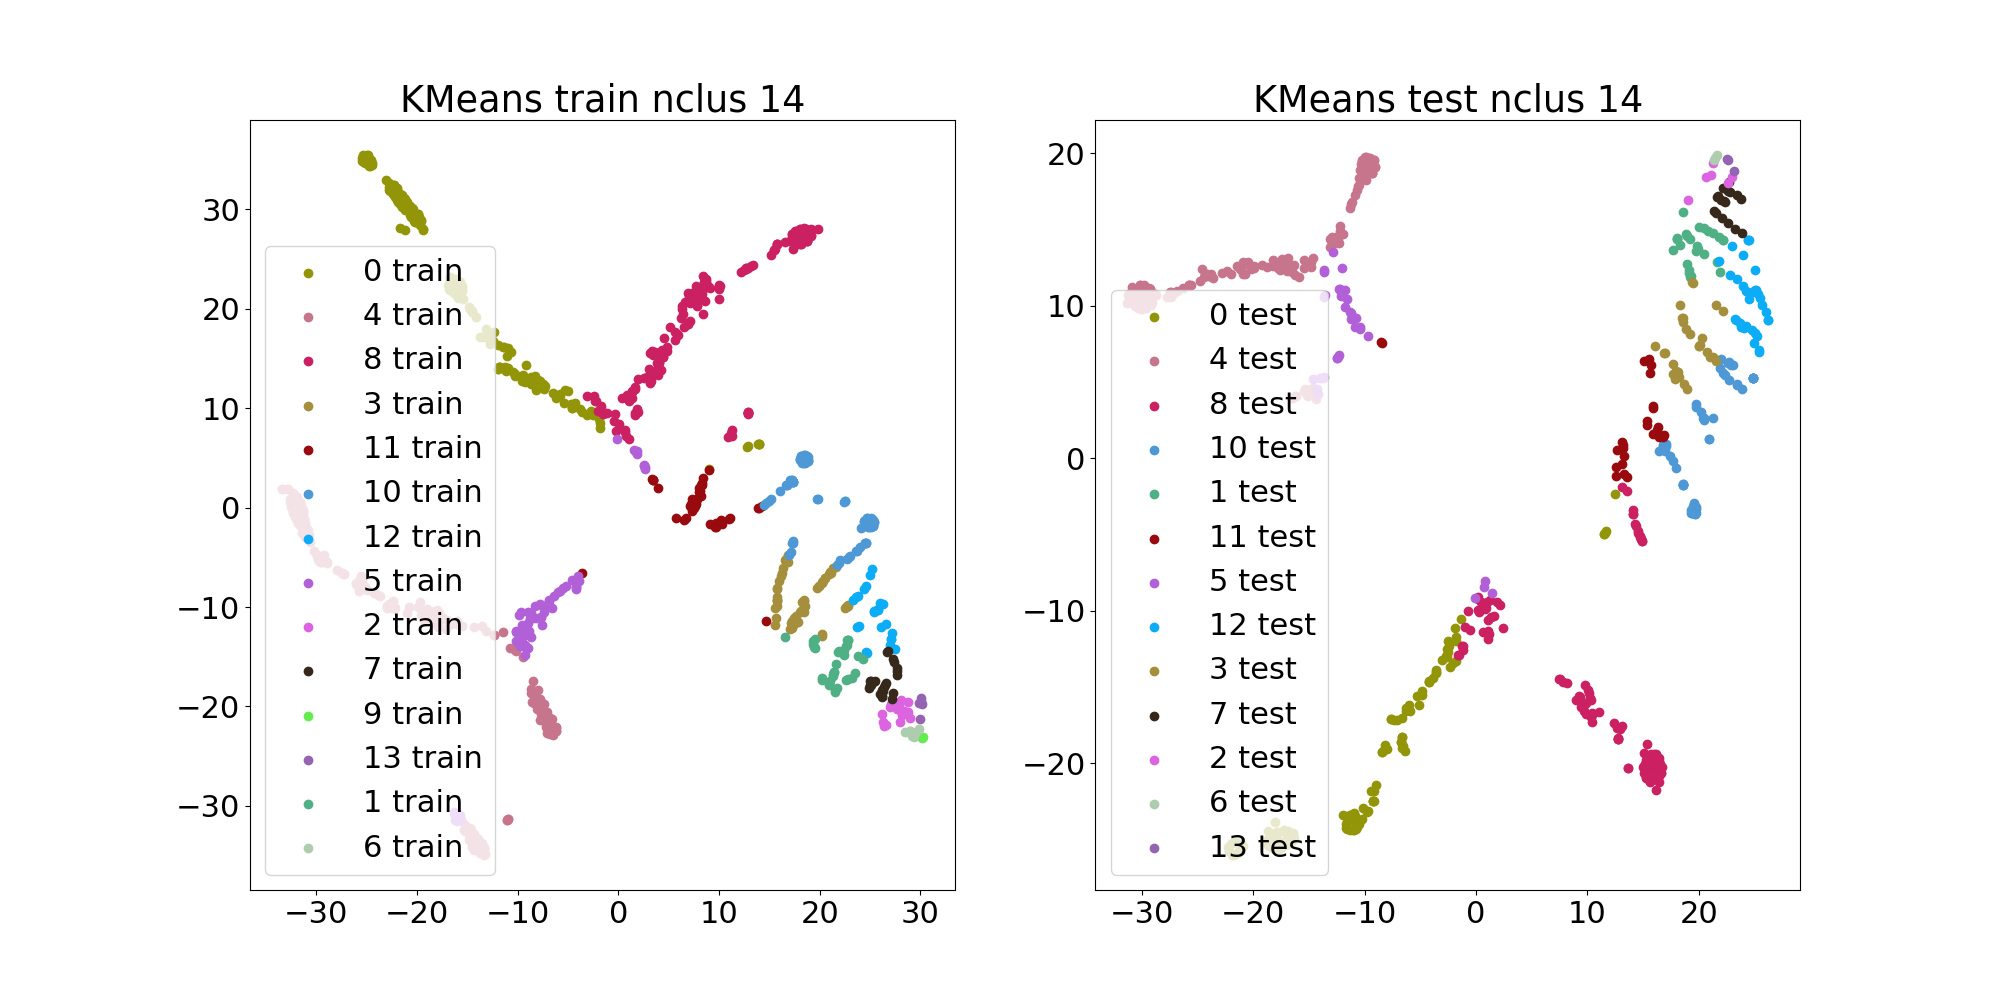 KMeans train nclus 14
30
20
10
0
−10
−20
−30
0 train
4 train
8 train
3 train
11 train
10 train
12 train
5 train
2 train
7 train
9 train
13 train
1 train
6 train
−30 −20 −10 0 10 20 30
KMeans test nclus 14
20
10
0
−10
−20
0 test
4 test
8 test
10 test
1 test
11 test
5 test
12 test
3 test
7 test
2 test
6 test
13 test
−30 −20 −10 0 10 20